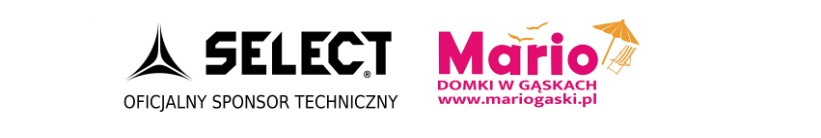 SELECT®
OFICJALNY SPONSOR TECHNICZNY
Mario
DOMKI W GĄSKACH
www.mariogaski.pl